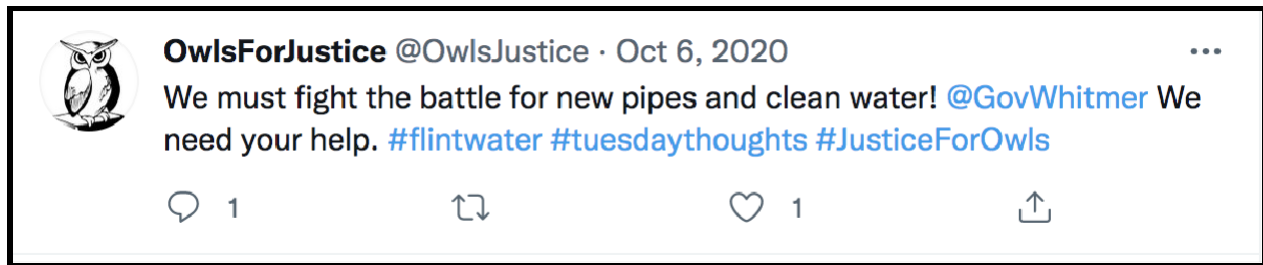 OwlsForJustice @OwlsJustice · Oct 6, 2020
We must fight the battle for new pipes and clean water! @GovWhitmer We
need your help. #flintwater #tuesdaythoughts #JusticeForOwls
1 1